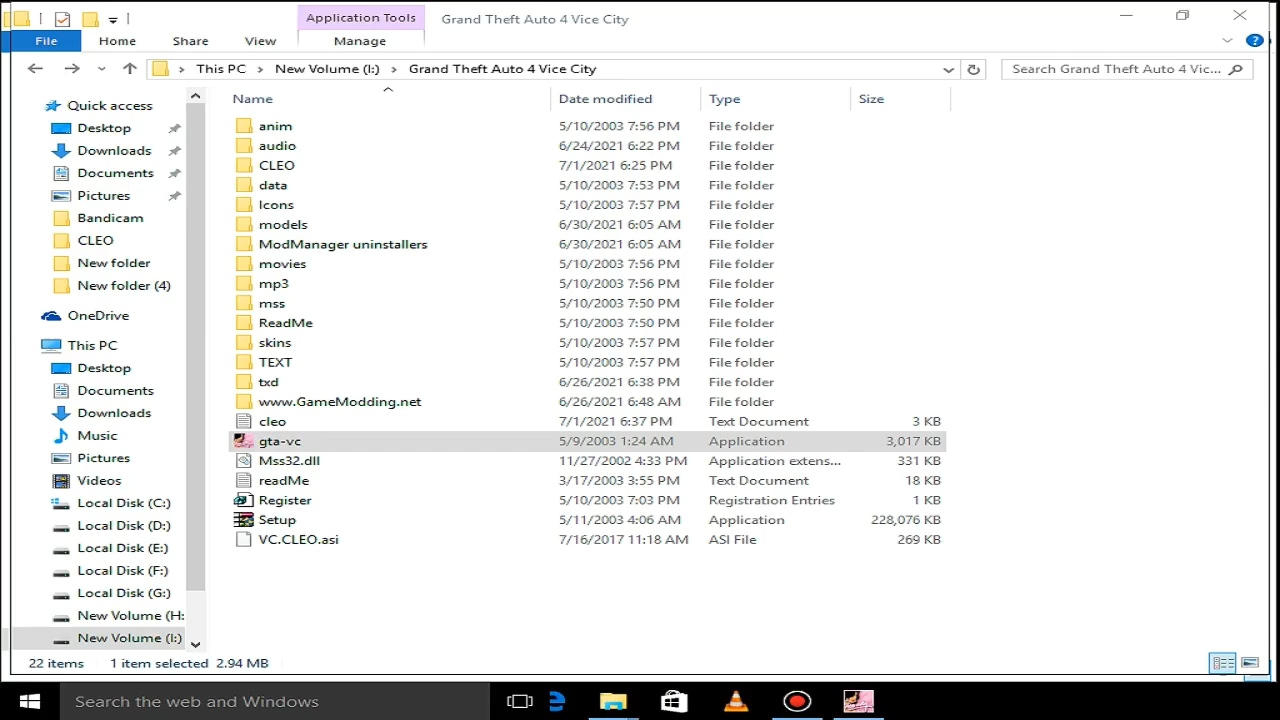 Application Tools Grand Theft Auto 4 Vice City
File Home Share View Manage
This PC New Volume (I:) Grand Theft Auto 4 Vice City Search Grand Theft Auto 4 Vic...
Name Date modified Type Size
Quick access
Desktop
Downloads
Documents
Pictures
Bandicam
CLEO
New folder
New folder (4)
OneDrive
This PC
Desktop
Documents
Downloads
Music
Pictures
Videos
Local Disk (C:)
Local Disk (D:)
Local Disk (E:)
Local Disk (F:)
Local Disk (G:)
New Volume (H:
New Volume (I:)
anim 5/10/2003 7:56 PM File folder
audio 6/24/2021 6:22 PM File folder
CLEO 7/1/2021 6:25 PM File folder
data 5/10/2003 7:53 PM File folder
Icons 5/10/2003 7:57 PM File folder
models 6/30/2021 6:05 AM File folder
ModManager uninstallers 6/30/2021 6:05 AM File folder
movies 5/10/2003 7:56 PM File folder
mp3 5/10/2003 7:56 PM File folder
mss 5/10/2003 7:50 PM File folder
ReadMe 5/10/2003 7:50 PM File folder
skins 5/10/2003 7:57 PM File folder
TEXT 5/10/2003 7:57 PM File folder
txd 6/26/2021 6:38 PM File folder
www.GameModding.net 6/26/2021 6:48 AM File folder
cleo 7/1/2021 6:37 PM Text Document 3 KB
gta-vc 5/9/2003 1:24 AM Application 3,017 KB
Mss32.dll 11/27/2002 4:33 PM Application extens... 331 KB
readMe 3/17/2003 3:55 PM Text Document 18 KB
Register 5/10/2003 7:03 PM Registration Entries 1 KB
Setup 5/11/2003 4:06 AM Application 228,076 KB
VC.CLEO.asi 7/16/2017 11:18 AM ASI File 269 KB
22 items 1 item selected 2.94 MB
Search the web and Windows